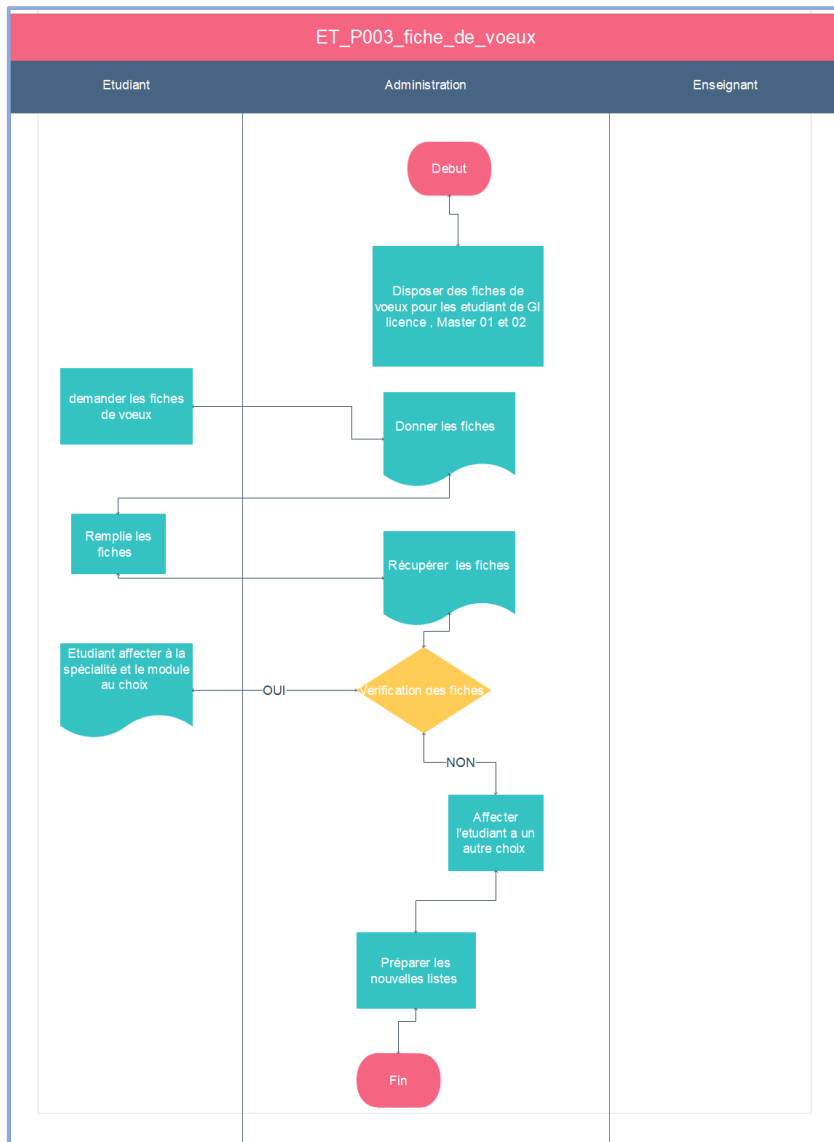 ET_P003_fiche_de_voeux
Etudiant
Administration
Enseignant
Debut
Disposer des fiches de
voeux pour les etudiant de GI
licence , Master 01 et 02
demander les fiches
de voeux
Donner les fiches
Remplie les
fiches
Récupérer les fiches
Etudiant affecter à la
spécialité et le module
au choix
OUI
Verification des fiches
NON
Affecter
l'etudiant a un
autre choix
Préparer les
nouvelles listes
Fin